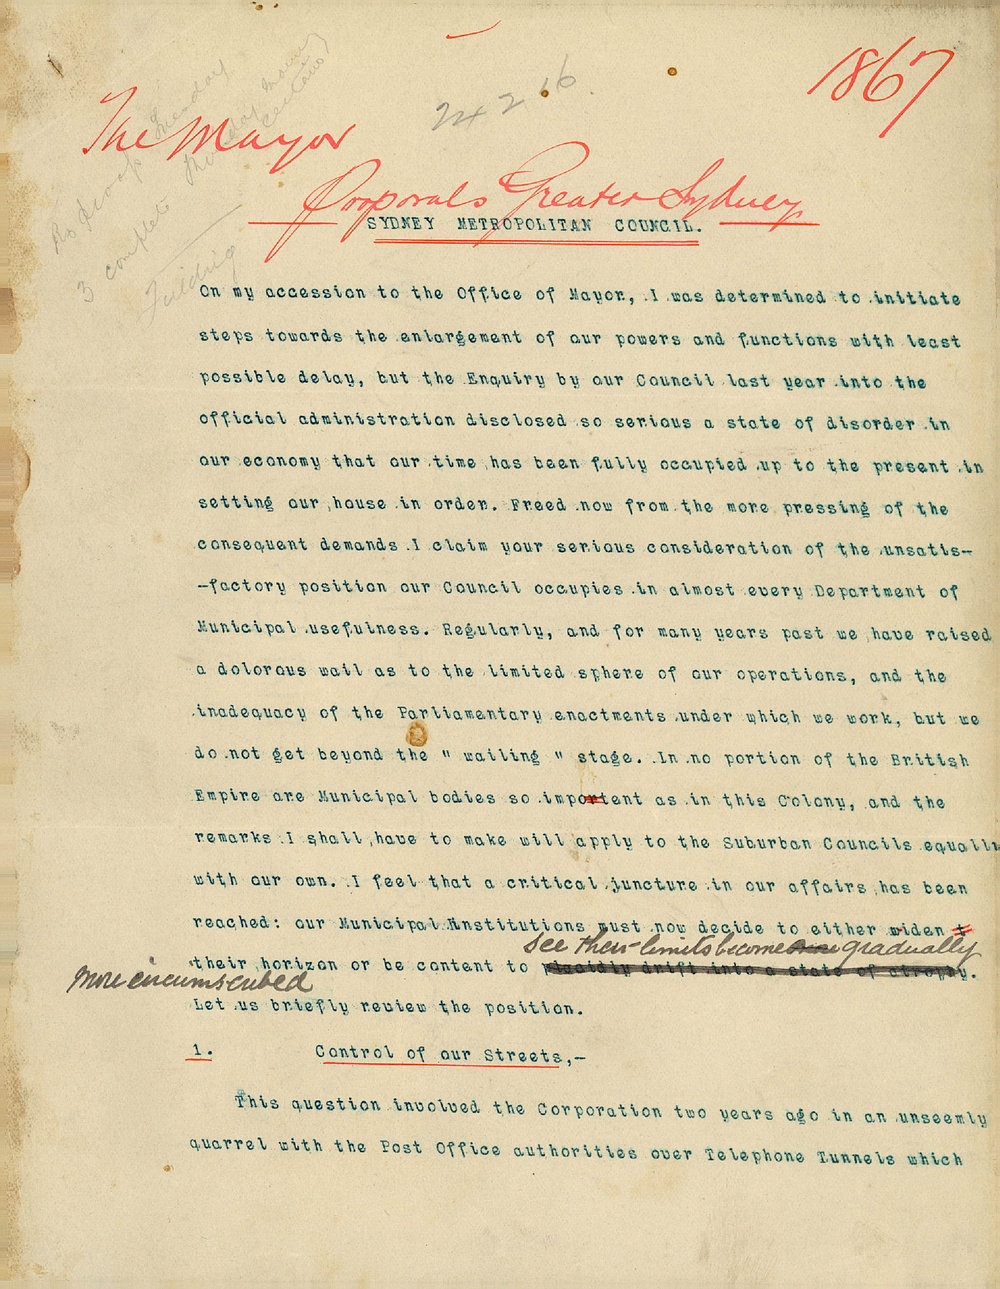 1867
The Mayor
Proposals Greater Sydney
SYDNEY METROPOLITAN COUNCIL.
On my accession to the Office of Mayor, I was determined to initiate
steps towards the enlargement of our powers and functions with least
possible delay, but the Enquiry by our Council last year into the
official administration disclosed so serious a state of disorder in
our economy that our time has been fully occupied up to the present in
setting our house in order. Freed now from the more pressing of the
consequent demands I claim your serious consideration of the unsatis-
-factory position our Council occupies in almost every Department of
Municipal usefulness. Regularly, and for many years past we have raised
a dolorous wail as to the limited sphere of our operations, and the
inadequacy of the Parliamentary enactments under which we work, but we
do not get beyond the " wailing " stage. In no portion of the British
Empire are Municipal bodies so important as in this Colony, and the
remarks I shall have to make will apply to the Suburban Councils equally
with our own. I feel that a critical juncture in our affairs has been
reached: our Municipal Institutions must now decide to either widen t
see their limits become more gradually
their horizon or be content to placidly drift into a state of atrophy.
more circumscribed
Let us briefly review the position.
1. Control of our Streets,-
This question involved the Corporation two years ago in an unseemly
quarrel with the Post Office authorities over Telephone Tunnels which